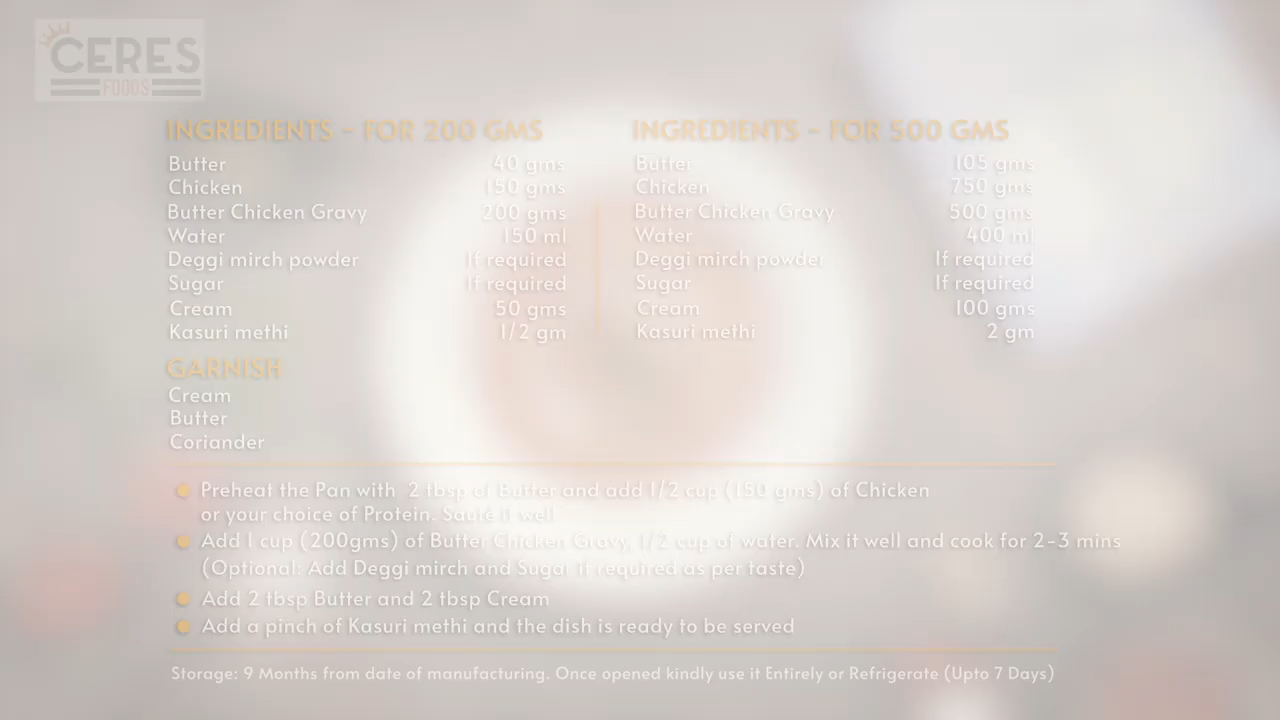 CERES
FOODS
INGREDIENTS - FOR 200 GMS
Butter 40 gms
Chicken 150 gms
Butter Chicken Gravy 200 gms
Water 150 ml
Deggi mirch powder If required
Sugar If required
Cream 50 gms
Kasuri methi 1/2 gm
INGREDIENTS - FOR 500 GMS
Butter 105 gms
Chicken 750 gms
Butter Chicken Gravy 500 gms
Water 400 ml
Deggi mirch powder If required
Sugar If required
Cream 100 gms
Kasuri methi 2 gm
GARNISH
Cream
Butter
Coriander
Preheat the Pan with 2 tbsp of Butter and add 1/2 cup (150 gms) of Chicken
or your choice of Protein. Sauté it well
Add 1 cup (200gms) of Butter Chicken Gravy, 1/2 cup of water. Mix it well and cook for 2-3 mins
(Optional: Add Deggi mirch and Sugar if required as per taste)
Add 2 tbsp Butter and 2 tbsp Cream
Add a pinch of Kasuri methi and the dish is ready to be served
Storage: 9 Months from date of manufacturing. Once opened kindly use it Entirely or Refrigerate (Upto 7 Days)